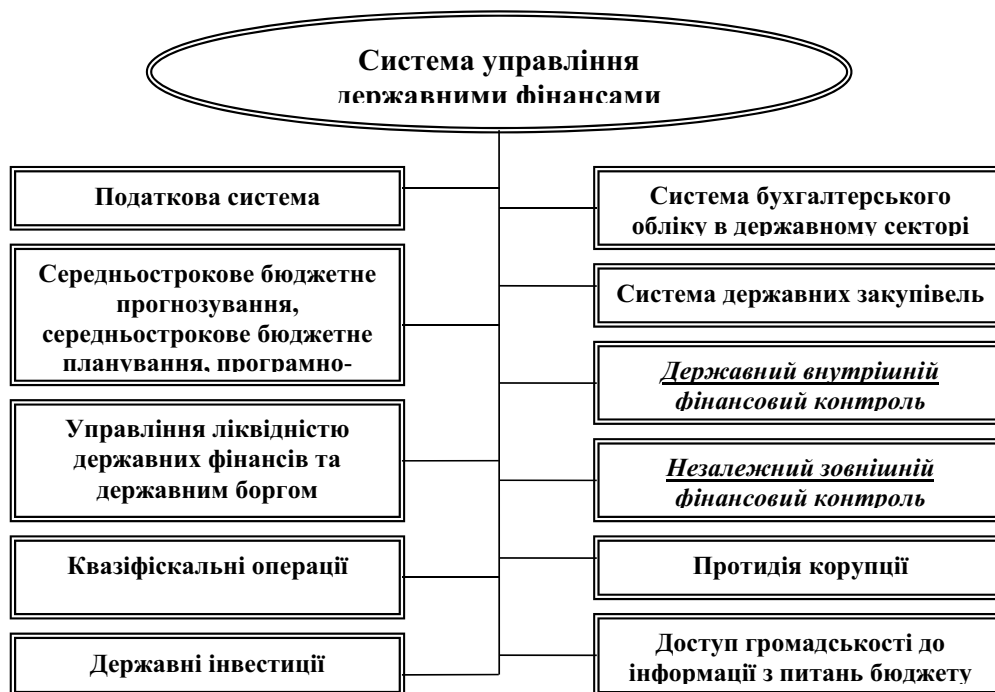 Система управління
державними фінансами
Податкова система
Середньострокове бюджетне
прогнозування,
середньострокове бюджетне
планування, програмно-
Управління ліквідністю
державних фінансів та
державним боргом
Квазіфіскальні операції
Державні інвестиції
Система бухгалтерського
обліку в державному секторі
Система державних закупівель
Державний внутрішній
фінансовий контроль
Незалежний зовнішній
фінансовий контроль
Протидія корупції
Доступ громадськості до
інформації з питань бюджету